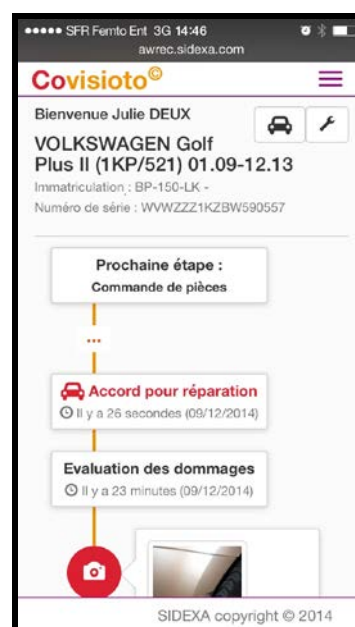 SFR Femto Ent 3G 14:46
awrec.sidexa.com
Covisioto©
Bienvenue Julie DEUX
VOLKSWAGEN Golf
Plus II (1KP/521) 01.09-12.13
Immatriculation : BP-150-LK -
Numéro de série : WVWZZZ1KZBW590557
Prochaine étape :
Commande de pièces
...
Accord pour réparation
Il y a 26 secondes (09/12/2014)
Evaluation des dommages
Il y a 23 minutes (09/12/2014)
SIDEXA copyright © 2014